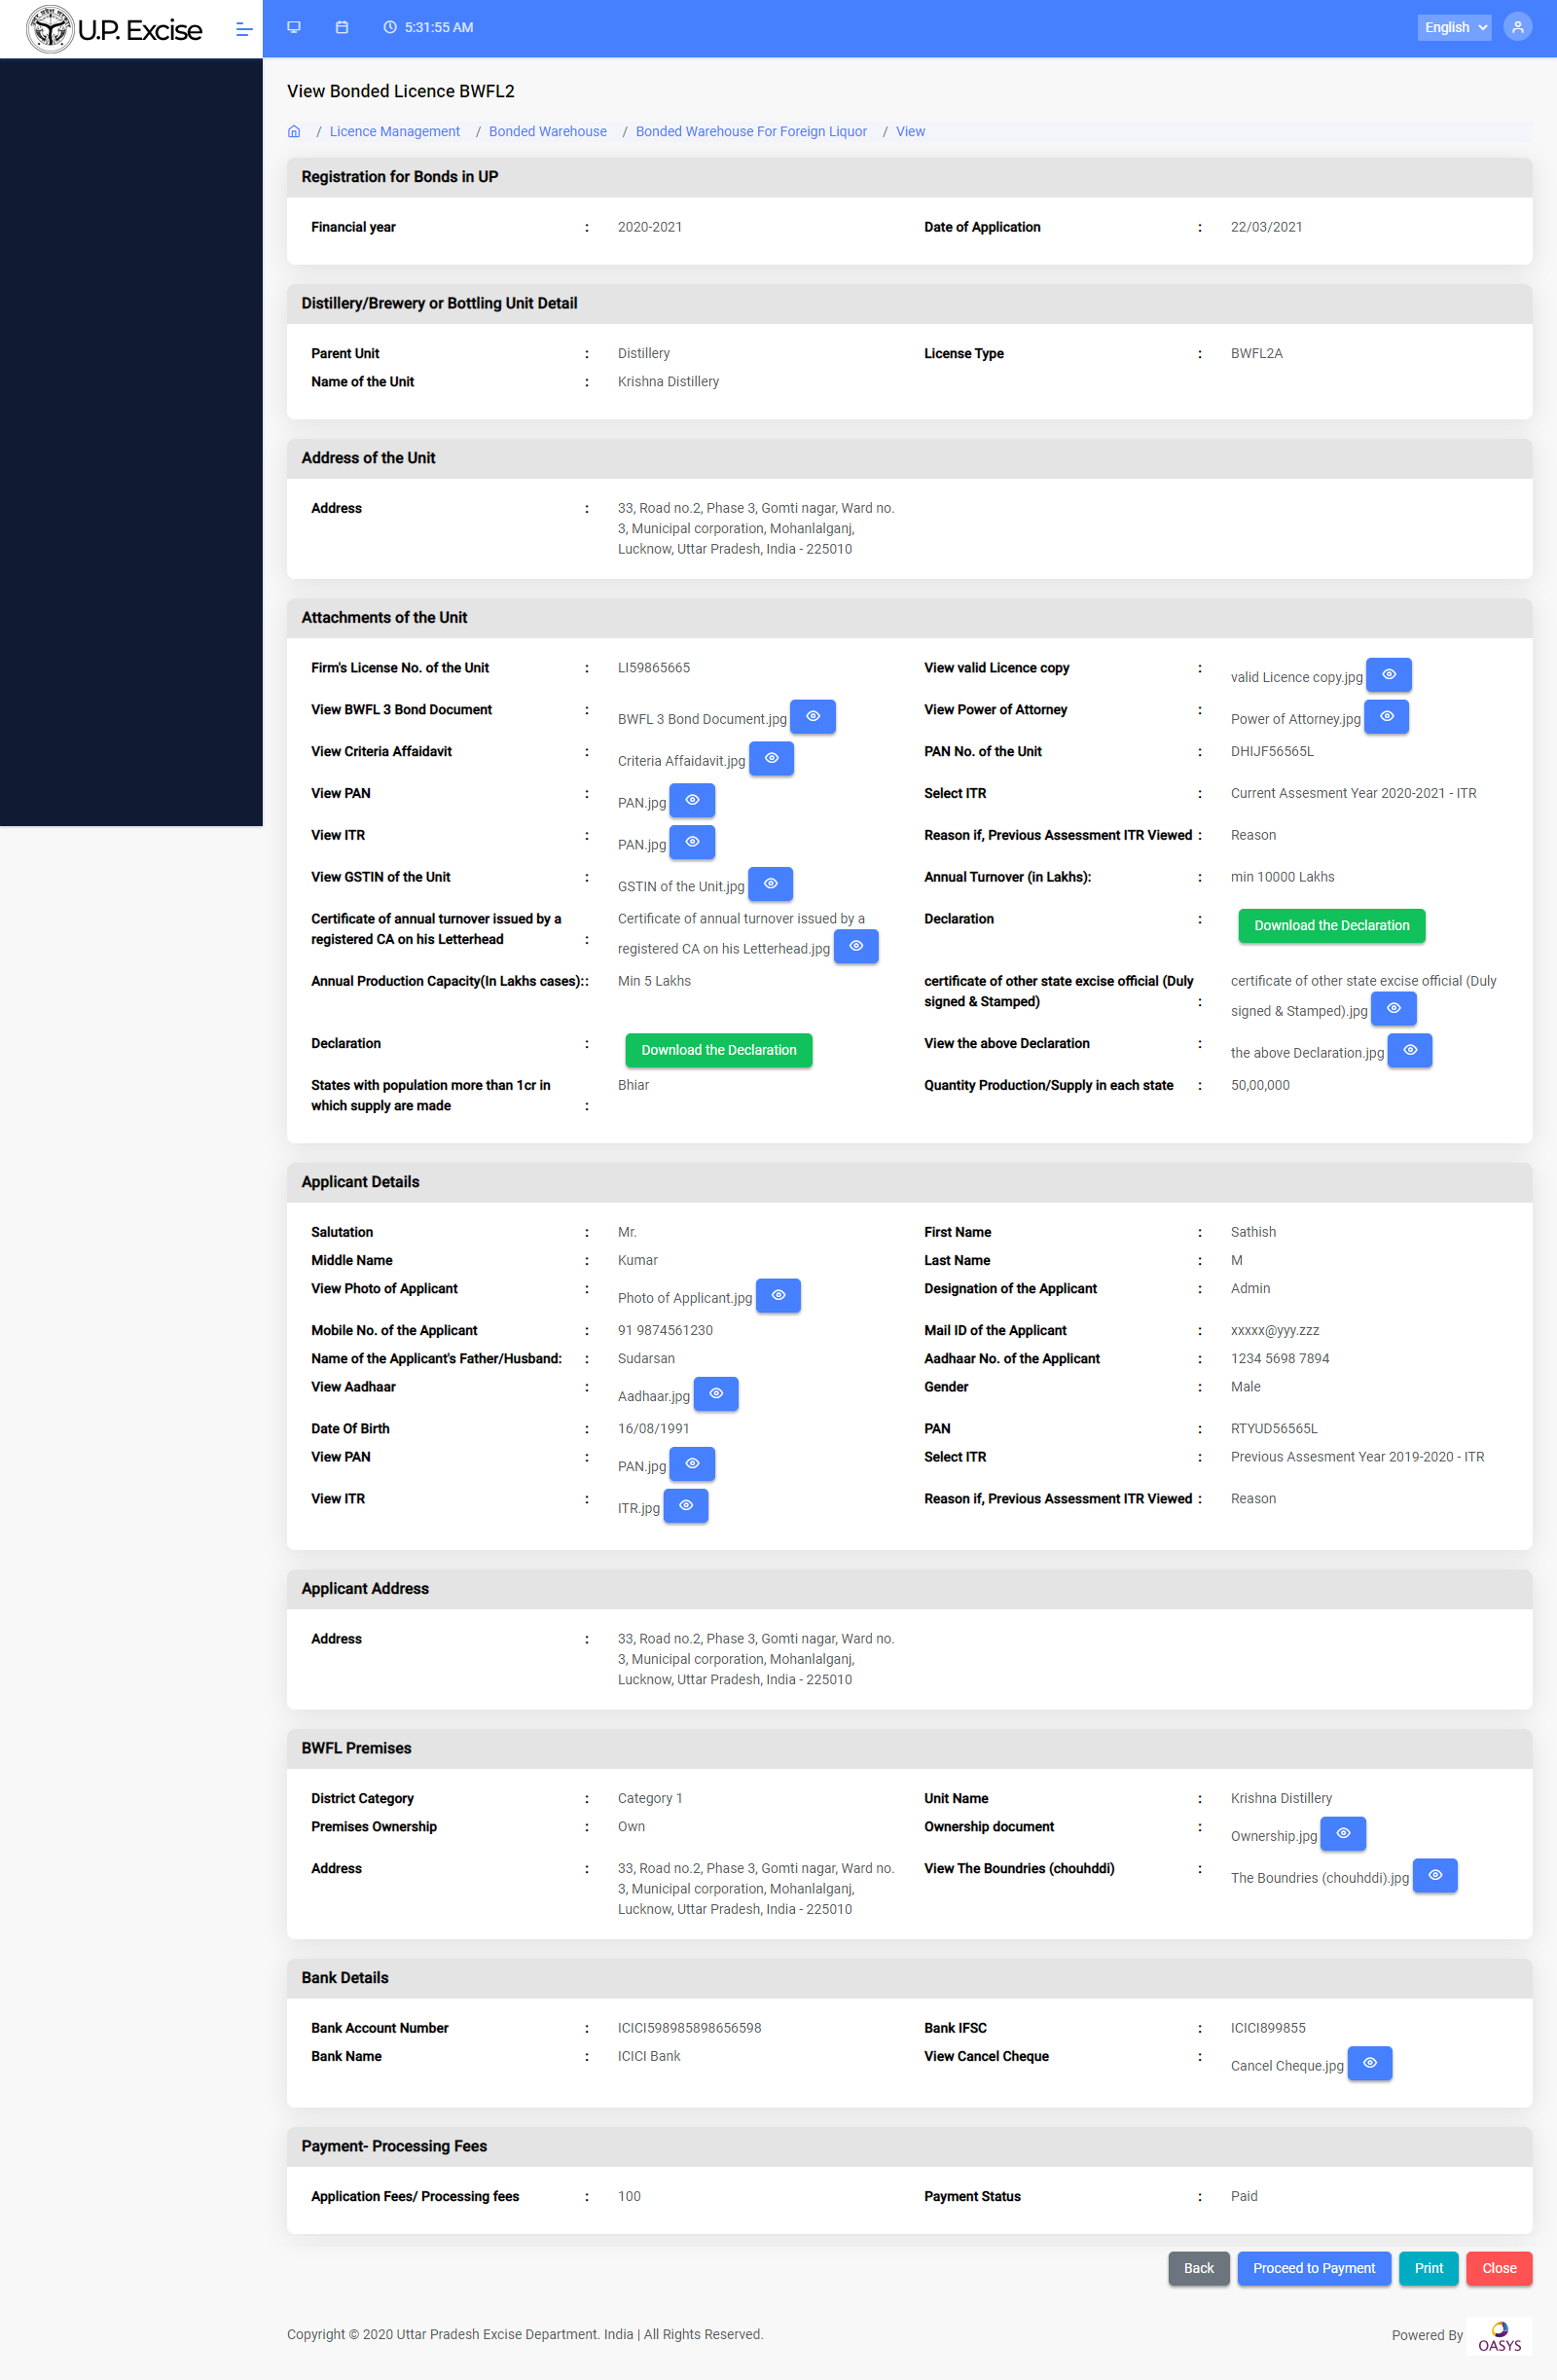 U.P. Excise
5:31:55 AM
English
View Bonded Licence BWFL2
/ Licence Management / Bonded Warehouse / Bonded Warehouse For Foreign Liquor / View
Registration for Bonds in UP
Financial year : 2020-2021 Date of Application : 22/03/2021
Distillery/Brewery or Bottling Unit Detail
Parent Unit : Distillery License Type : BWFL2A
Name of the Unit : Krishna Distillery
Address of the Unit
Address : 33, Road no.2, Phase 3, Gomti nagar, Ward no.
3, Municipal corporation, Mohanlalganj,
Lucknow, Uttar Pradesh, India - 225010
Attachments of the Unit
Firm's License No. of the Unit : LI59865665 View valid Licence copy : valid Licence copy.jpg
View BWFL 3 Bond Document : BWFL 3 Bond Document.jpg View Power of Attorney : Power of Attorney.jpg
View Criteria Affaidavit : Criteria Affaidavit.jpg PAN No. of the Unit : DHIJF56565L
View PAN : PAN.jpg Select ITR : Current Assesment Year 2020-2021 - ITR
View ITR : PAN.jpg Reason if, Previous Assessment ITR Viewed : Reason
View GSTIN of the Unit : GSTIN of the Unit.jpg Annual Turnover (in Lakhs): : min 10000 Lakhs
Certificate of annual turnover issued by a Certificate of annual turnover issued by a Declaration : Download the Declaration
registered CA on his Letterhead : registered CA on his Letterhead.jpg
Annual Production Capacity(In Lakhs cases):: Min 5 Lakhs certificate of other state excise official (Duly certificate of other state excise official (Duly
signed & Stamped) : signed & Stamped).jpg
Declaration : Download the Declaration View the above Declaration : the above Declaration.jpg
States with population more than 1cr in Bhiar Quantity Production/Supply in each state : 50,00,000
which supply are made :
Applicant Details
Salutation : Mr. First Name : Sathish
Middle Name : Kumar Last Name : M
View Photo of Applicant : Photo of Applicant.jpg Designation of the Applicant : Admin
Mobile No. of the Applicant : 91 9874561230 Mail ID of the Applicant : xxxxx@yyy.zzz
Name of the Applicant's Father/Husband: : Sudarsan Aadhaar No. of the Applicant : 1234 5698 7894
View Aadhaar : Aadhaar.jpg Gender : Male
Date Of Birth : 16/08/1991 PAN : RTYUD56565L
View PAN : PAN.jpg Select ITR : Previous Assesment Year 2019-2020 - ITR
View ITR : ITR.jpg Reason if, Previous Assessment ITR Viewed : Reason
Applicant Address
Address : 33, Road no.2, Phase 3, Gomti nagar, Ward no.
3, Municipal corporation, Mohanlalganj,
Lucknow, Uttar Pradesh, India - 225010
BWFL Premises
District Category : Category 1 Unit Name : Krishna Distillery
Premises Ownership : Own Ownership document : Ownership.jpg
Address : 33, Road no.2, Phase 3, Gomti nagar, Ward no. View The Boundries (chouhddi) : The Boundries (chouhddi).jpg
3, Municipal corporation, Mohanlalganj,
Lucknow, Uttar Pradesh, India - 225010
Bank Details
Bank Account Number : ICICI598985898656598 Bank IFSC : ICICI899855
Bank Name : ICICI Bank View Cancel Cheque : Cancel Cheque.jpg
Payment- Processing Fees
Application Fees/ Processing fees : 100 Payment Status : Paid
Back Proceed to Payment Print Close
Copyright © 2020 Uttar Pradesh Excise Department. India | All Rights Reserved. Powered By OASYS